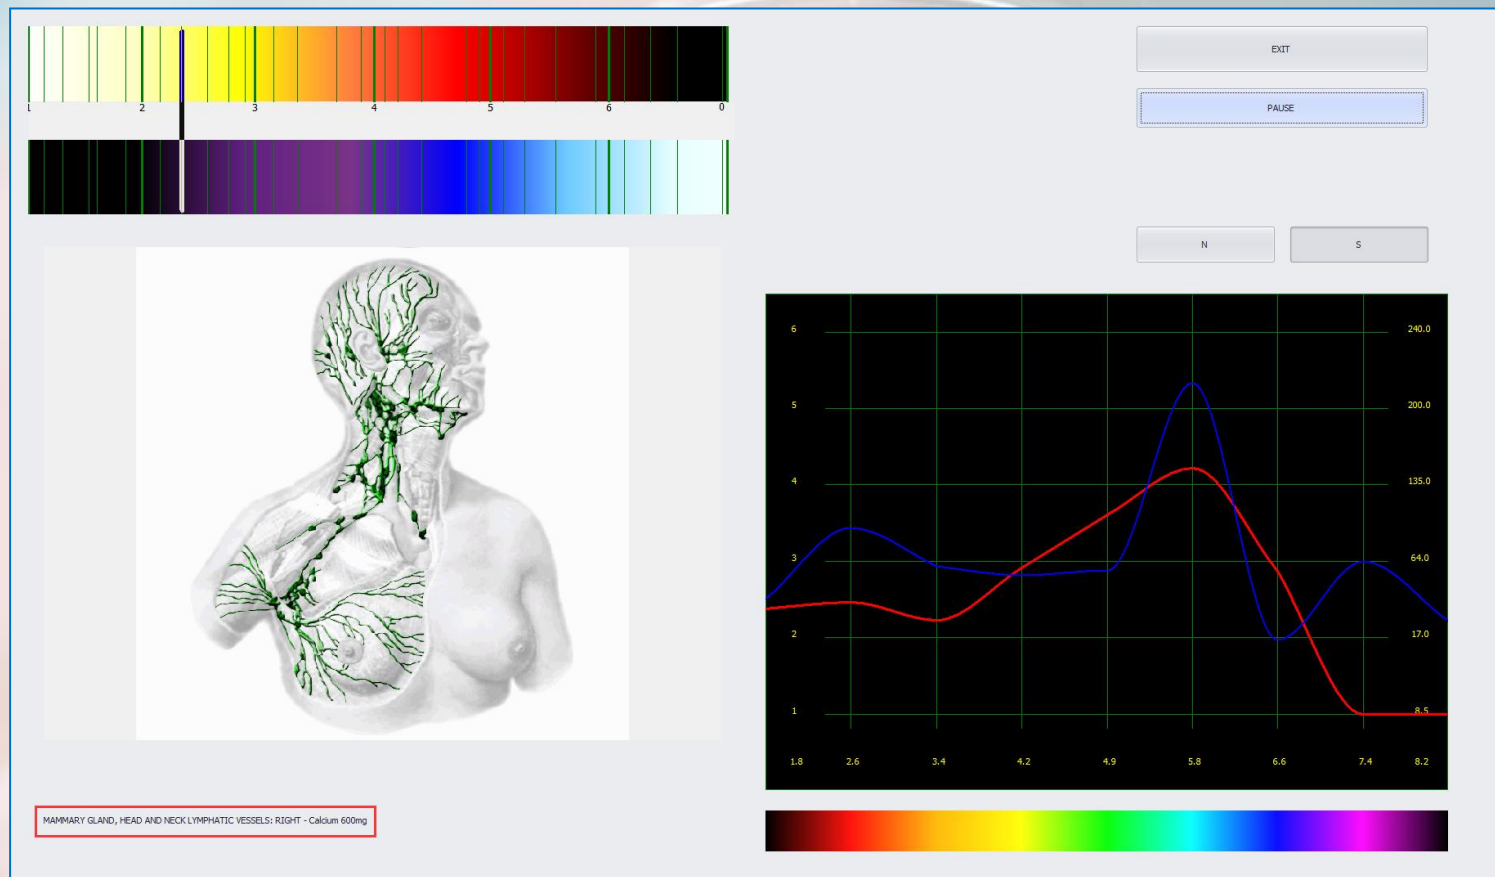 1 2 3 4 5 6 0
EXIT
PAUSE
N S
6 240.0
5 200.0
4 135.0
3 64.0
2 17.0
1 8.5
1.8 2.6 3.4 4.2 4.9 5.8 6.6 7.4 8.2
MAMMARY GLAND, HEAD AND NECK LYMPHATIC VESSELS: RIGHT - Calcium 600mg